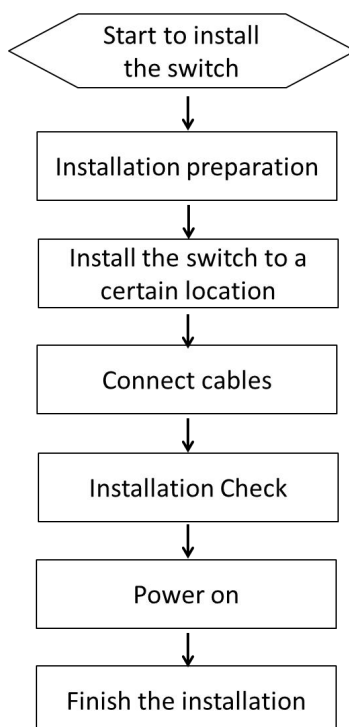 Start to install
the switch
Installation preparation
Install the switch to a
certain location
Connect cables
Installation Check
Power on
Finish the installation